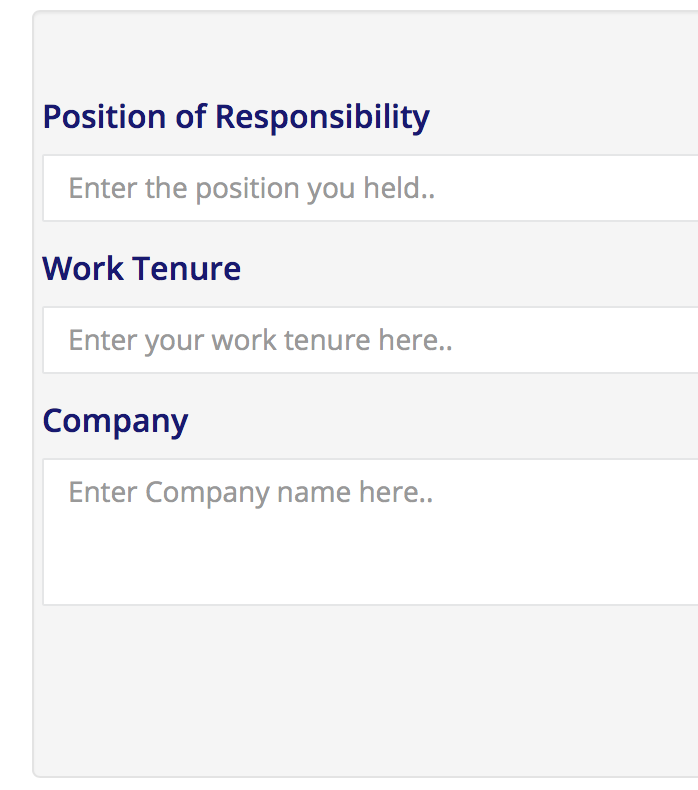 Position of Responsibility
Enter the position you held..
Work Tenure
Enter your work tenure here..
Company
Enter Company name here..